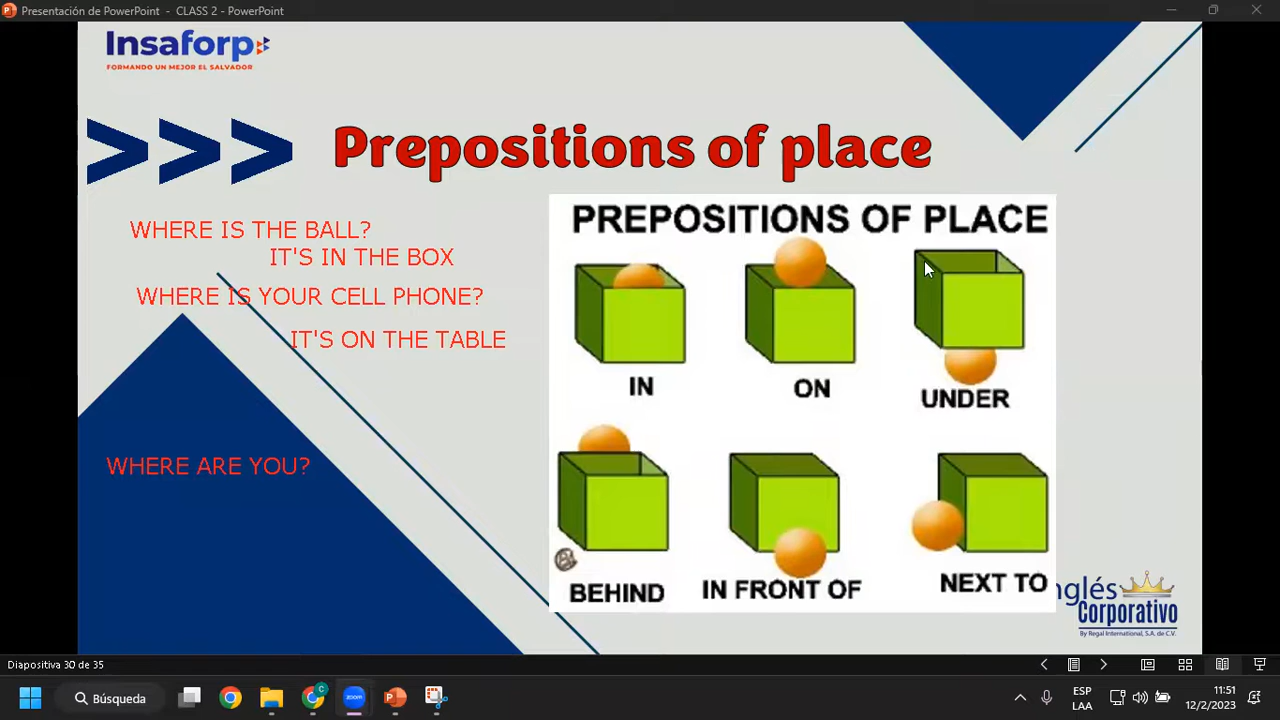 Presentación de PowerPoint - CLASS 2 - PowerPoint
Insaforp
FORMANDO UN MEJOR EL SALVADOR
>>> Prepositions of place
WHERE IS THE BALL?
IT'S IN THE BOX
WHERE IS YOUR CELL PHONE?
IT'S ON THE TABLE
WHERE ARE YOU?
PREPOSITIONS OF PLACE
IN
ON
UNDER
BEHIND
IN FRONT OF
NEXT TO
nglés
Corporativo
By Regal International, S.A. de C.V.
Diapositiva 30 de 35
Búsqueda
zoom
ESP
LAA
11:51
12/2/2023